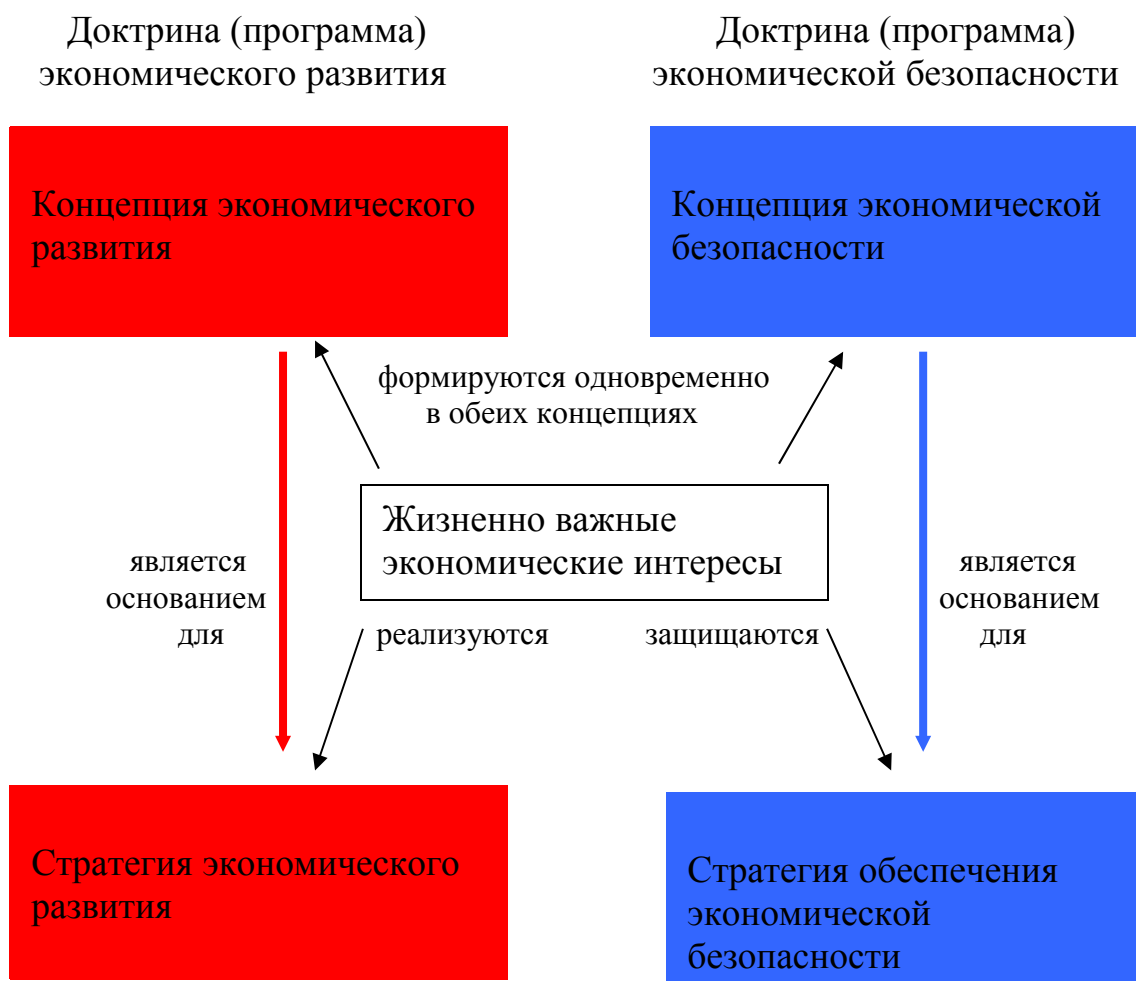 Доктрина (программа)
экономического развития
Доктрина (программа)
экономической безопасности
Концепция экономического
развития
Концепция экономической
безопасности
формируются одновременно
в обеих концепциях
Жизненно важные
экономические интересы
является
основанием
для
является
основанием
для
реализуются
защищаются
Стратегия экономического
развития
Стратегия обеспечения
экономической
безопасности